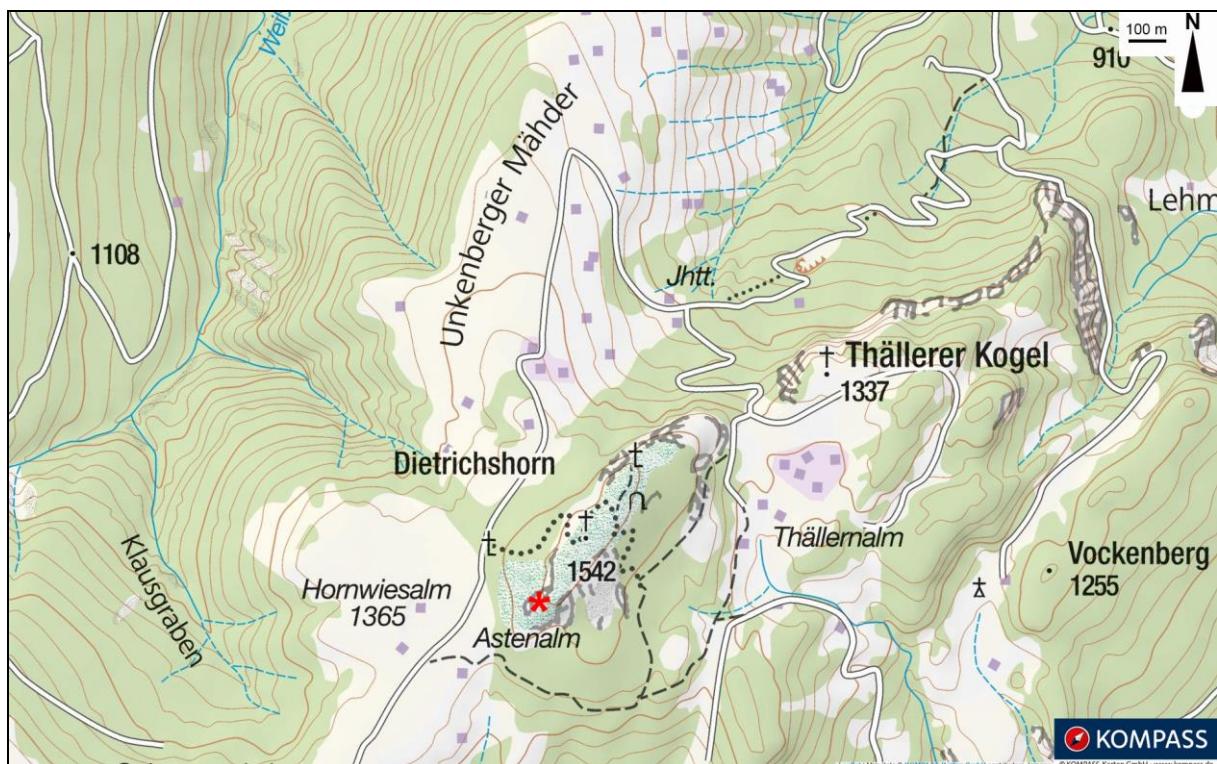 100 m
N
910
Weiß
Unkenberger Mähder
Lehm
1108
Jhtt.
Thällerer Kogel
1337
Dietrichshorn
Klausgraben
Hornwiesalm
1365
1542
Astenalm
Thällernalm
Vockenberg
1255
KOMPASS